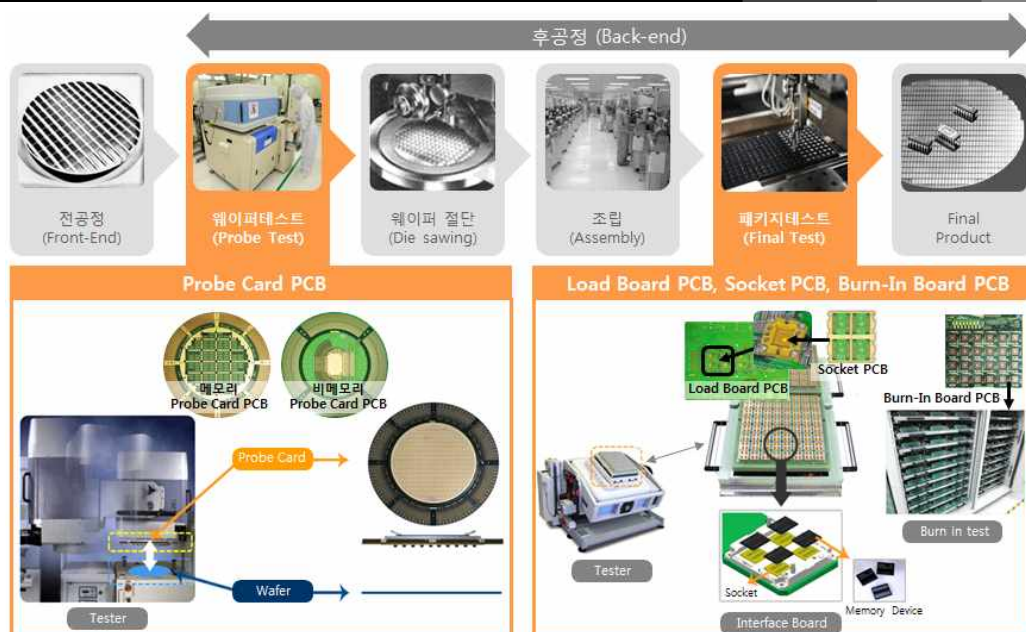 후공정 (Back-end)
전공정
(Front-End)
웨이퍼테스트
(Probe Test)
웨이퍼 절단
(Die sawing)
조립
(Assembly)
패키지테스트
(Final Test)
Final
Product
Probe Card PCB
메모리
Probe Card PCB
비메모리
Probe Card PCB
Probe Card
Wafer
Tester
Load Board PCB, Socket PCB, Burn-In Board PCB
Load Board PCB
Socket PCB
Burn-In Board PCB
Tester
Socket
Interface Board
Memory Device
Burn in test